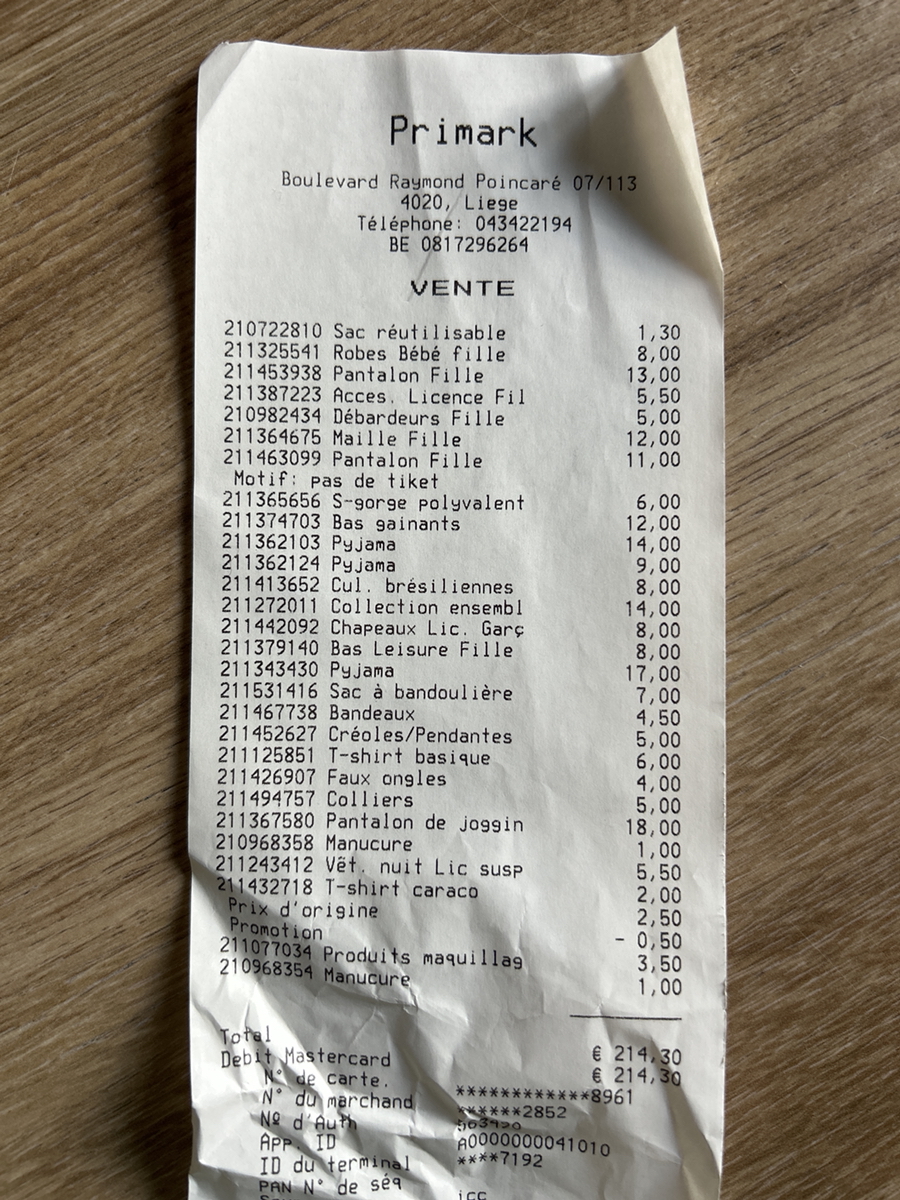 Primark
Boulevard Raymond Poincaré 07/113
4020, Liege
Téléphone: 043422194
BE 0817296264
VENTE
210722810 Sac réutilisable 1,30
211325541 Robes Bébé fille 8,00
211453938 Pantalon Fille 13,00
211387223 Acces. Licence Fil 5,50
210982434 Débardeurs Fille 5,00
211364675 Maille Fille 12,00
211463099 Pantalon Fille 11,00
Motif: pas de tiket
211365656 S-gorge polyvalent 6,00
211374703 Bas gainants 12,00
211362103 Pyjama 14,00
211362124 Pyjama 9,00
211413652 Cul. brésiliennes 8,00
211272011 Collection ensembl 14,00
211442092 Chapeaux Lic. Garç 8,00
211379140 Bas Leisure Fille 8,00
211343430 Pyjama 17,00
211531416 Sac à bandoulière 7,00
211467738 Bandeaux 4,50
211452627 Créoles/Pendantes 5,00
211125851 T-shirt basique 6,00
211426907 Faux ongles 4,00
211494757 Colliers 5,00
211367580 Pantalon de joggin 18,00
210968358 Manucure 1,00
211243412 Vêt. nuit Lic susp 5,50
211432718 T-shirt caraco 2,00
Prix d'origine 2,50
Promotion - 0,50
211077034 Produits maquillag 3,50
210968354 Manucure 1,00
Total € 214,30
Debit Mastercard € 214,30
N° de carte. ************8961
N° du marchand ******2852
Nº d'Auth
App. ID A0000000041010
ID du terminal ****7192
PAN N° de séq
icc